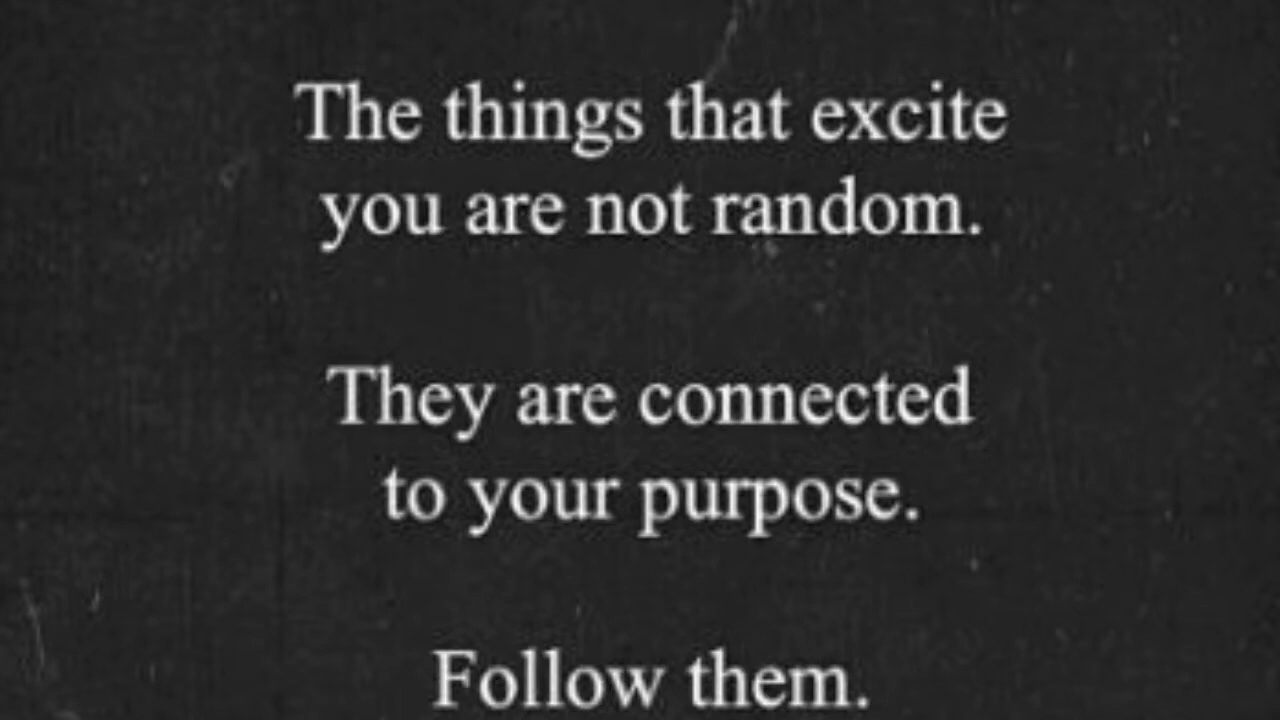 The things that excite
you are not random.
They are connected
to your purpose.
Follow them.